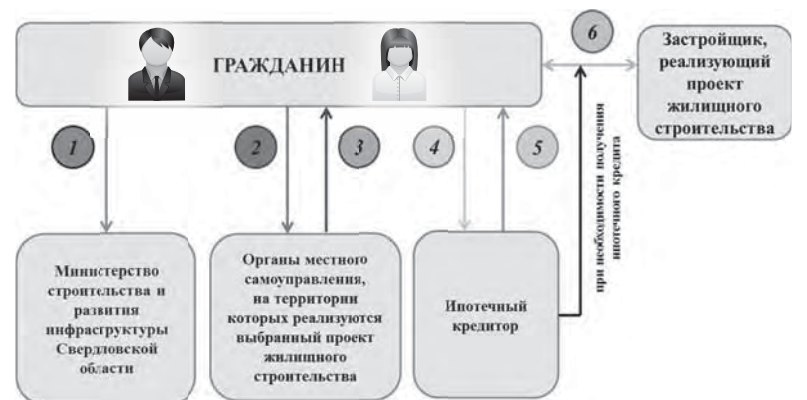 ГРАЖДАНИН
6
Застройщик,
реализующий
проект
жилищного
строительства
1
2
3
4
5
при необходимости получения
ипотечного кредита
Министерство
строительства и
развития
инфраструктуры
Свердловской
области
Органы местного
самоуправления,
на территории
которых реализуются
выбранный проект
жилищного
строительства
Ипотечный
кредитор